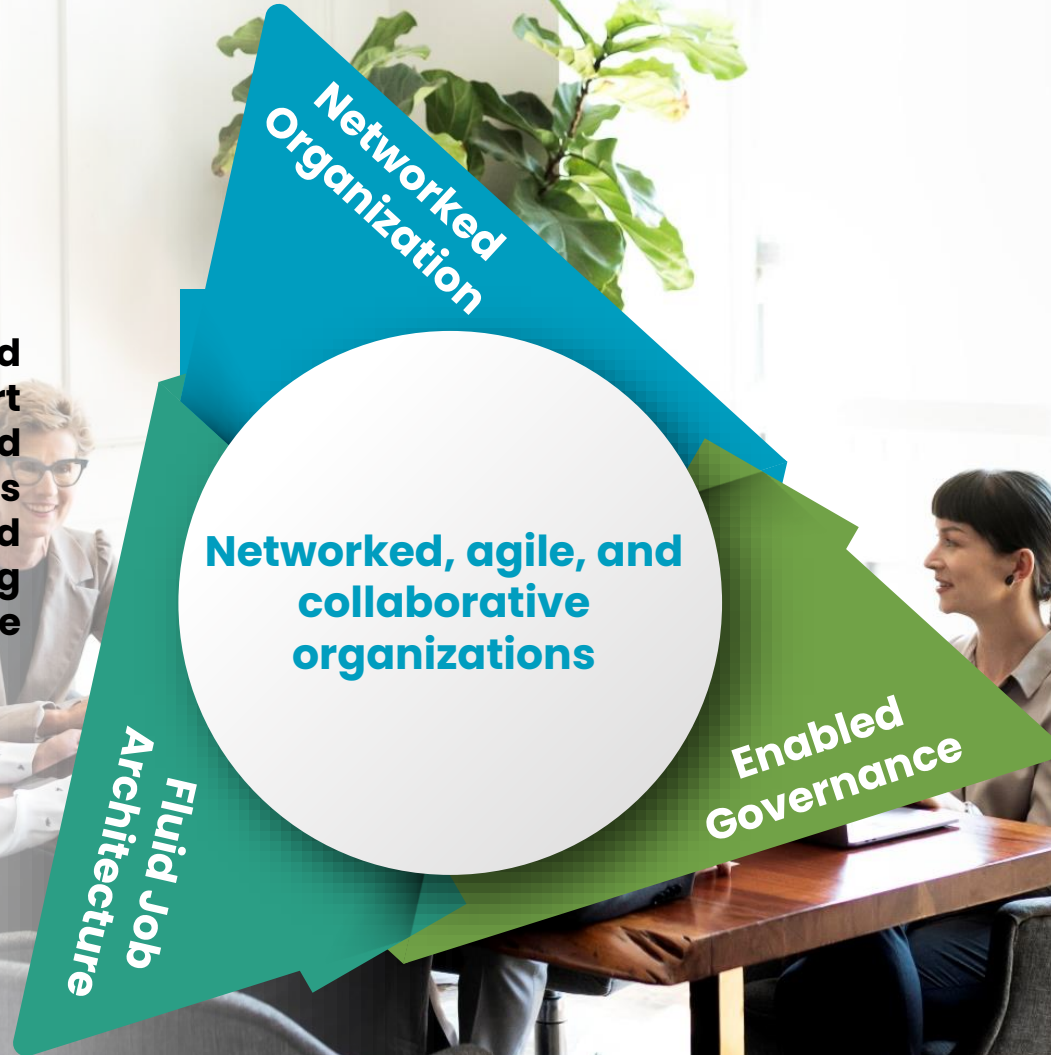 Networked
Organization
Networked, agile, and
collaborative
organizations
Enabled
Governance
Fluid Job
Architecture